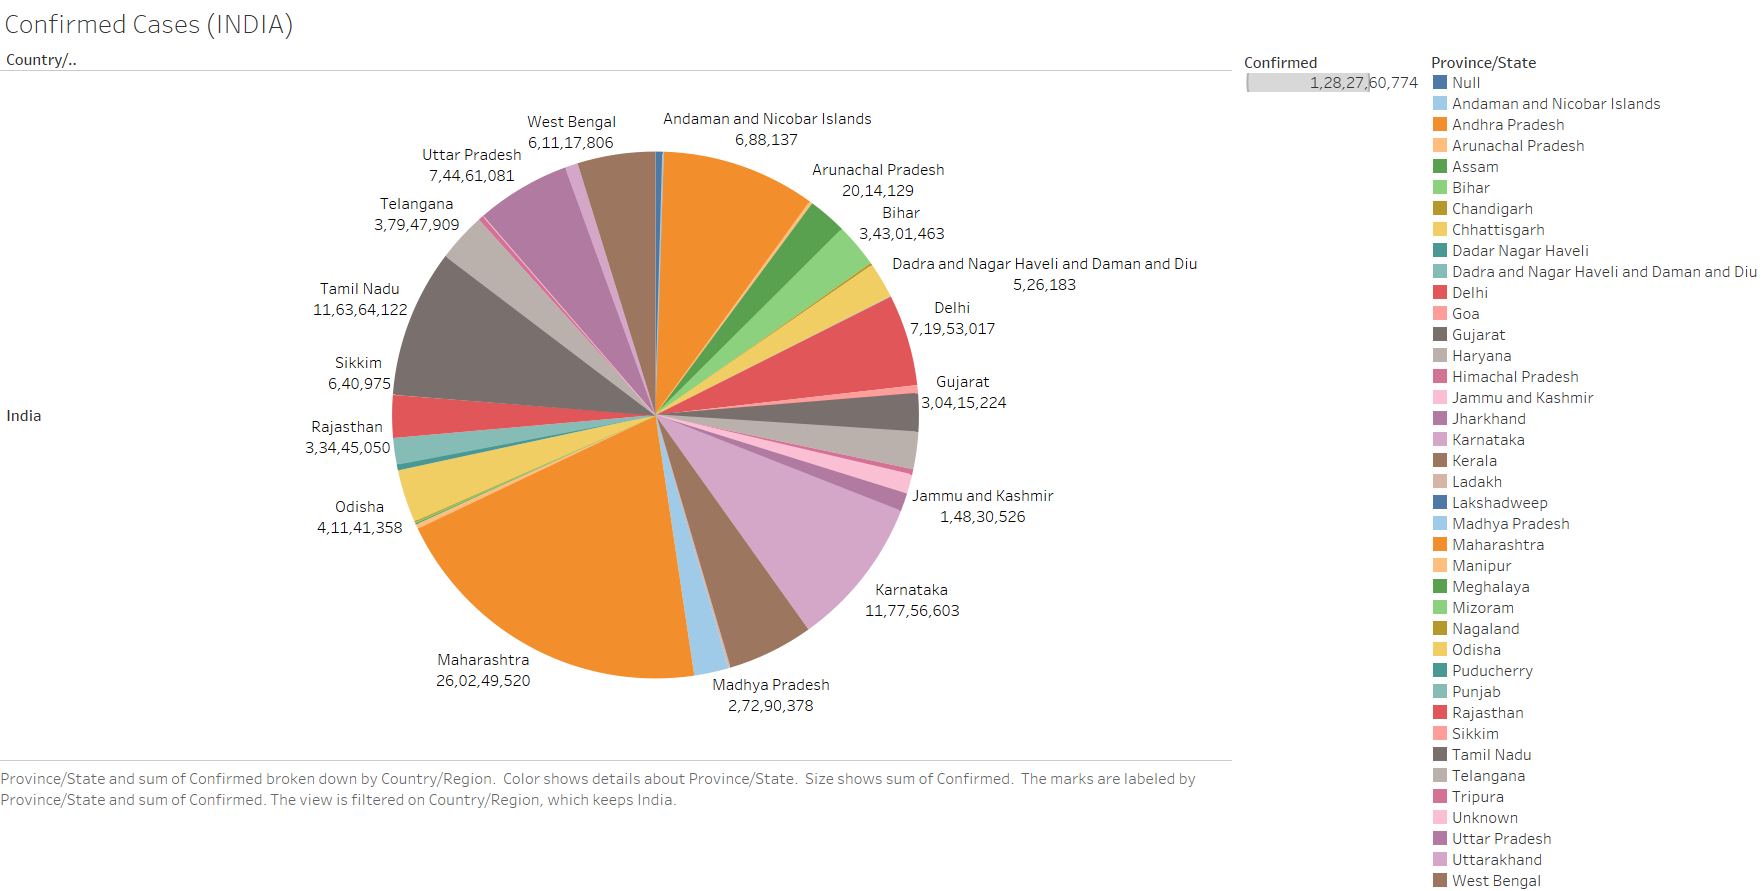 Confirmed Cases (INDIA)
Country/..
India
West Bengal
6,11,17,806
Andaman and Nicobar Islands
6,88,137
Uttar Pradesh
7,44,61,081
Arunachal Pradesh
20,14,129
Telangana
3,79,47,909
Bihar
3,43,01,463
Dadra and Nagar Haveli and Daman and Diu
5,26,183
Tamil Nadu
11,63,64,122
Delhi
7,19,53,017
Sikkim
6,40,975
Gujarat
3,04,15,224
Rajasthan
3,34,45,050
Jammu and Kashmir
1,48,30,526
Odisha
4,11,41,358
Karnataka
11,77,56,603
Maharashtra
26,02,49,520
Madhya Pradesh
2,72,90,378
Province/State and sum of Confirmed broken down by Country/Region.  Color shows details about Province/State.  Size shows sum of Confirmed.  The marks are labeled by
Province/State and sum of Confirmed. The view is filtered on Country/Region, which keeps India.
Confirmed
1,28,27,60,774
Province/State
Null
Andaman and Nicobar Islands
Andhra Pradesh
Arunachal Pradesh
Assam
Bihar
Chandigarh
Chhattisgarh
Dadar Nagar Haveli
Dadra and Nagar Haveli and Daman and Diu
Delhi
Goa
Gujarat
Haryana
Himachal Pradesh
Jammu and Kashmir
Jharkhand
Karnataka
Kerala
Ladakh
Lakshadweep
Madhya Pradesh
Maharashtra
Manipur
Meghalaya
Mizoram
Nagaland
Odisha
Puducherry
Punjab
Rajasthan
Sikkim
Tamil Nadu
Telangana
Tripura
Unknown
Uttar Pradesh
Uttarakhand
West Bengal